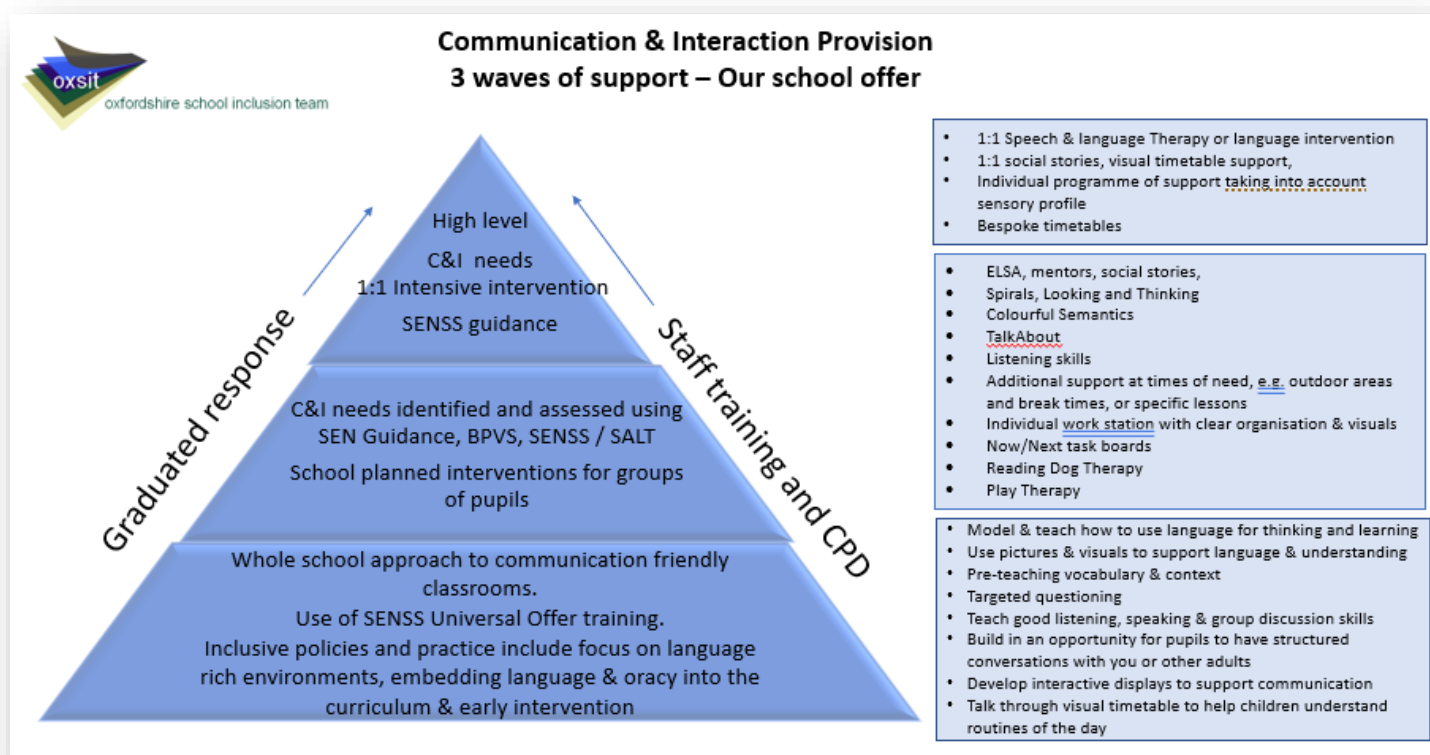 Communication & Interaction Provision
3 waves of support – Our school offer
oxsit
oxfordshire school inclusion team
High level
C&I needs
1:1 Intensive intervention
SENSS guidance
C&I needs identified and assessed using
SEN Guidance, BPVS, SENSS / SALT
School planned interventions for groups
of pupils
Whole school approach to communication friendly
classrooms.
Use of SENSS Universal Offer training.
Inclusive policies and practice include focus on language
rich environments, embedding language & oracy into the
curriculum & early intervention
Graduated response
Staff training and CPD
• 1:1 Speech & language Therapy or language intervention
• 1:1 social stories, visual timetable support,
• Individual programme of support taking into account
sensory profile
• Bespoke timetables
• ELSA, mentors, social stories,
• Spirals, Looking and Thinking
• Colourful Semantics
• TalkAbout
• Listening skills
• Additional support at times of need, e.g. outdoor areas
and break times, or specific lessons
• Individual work station with clear organisation & visuals
• Now/Next task boards
• Reading Dog Therapy
• Play Therapy
• Model & teach how to use language for thinking and learning
• Use pictures & visuals to support language & understanding
• Pre-teaching vocabulary & context
• Targeted questioning
• Teach good listening, speaking & group discussion skills
• Build in an opportunity for pupils to have structured
conversations with you or other adults
• Develop interactive displays to support communication
• Talk through visual timetable to help children understand
routines of the day